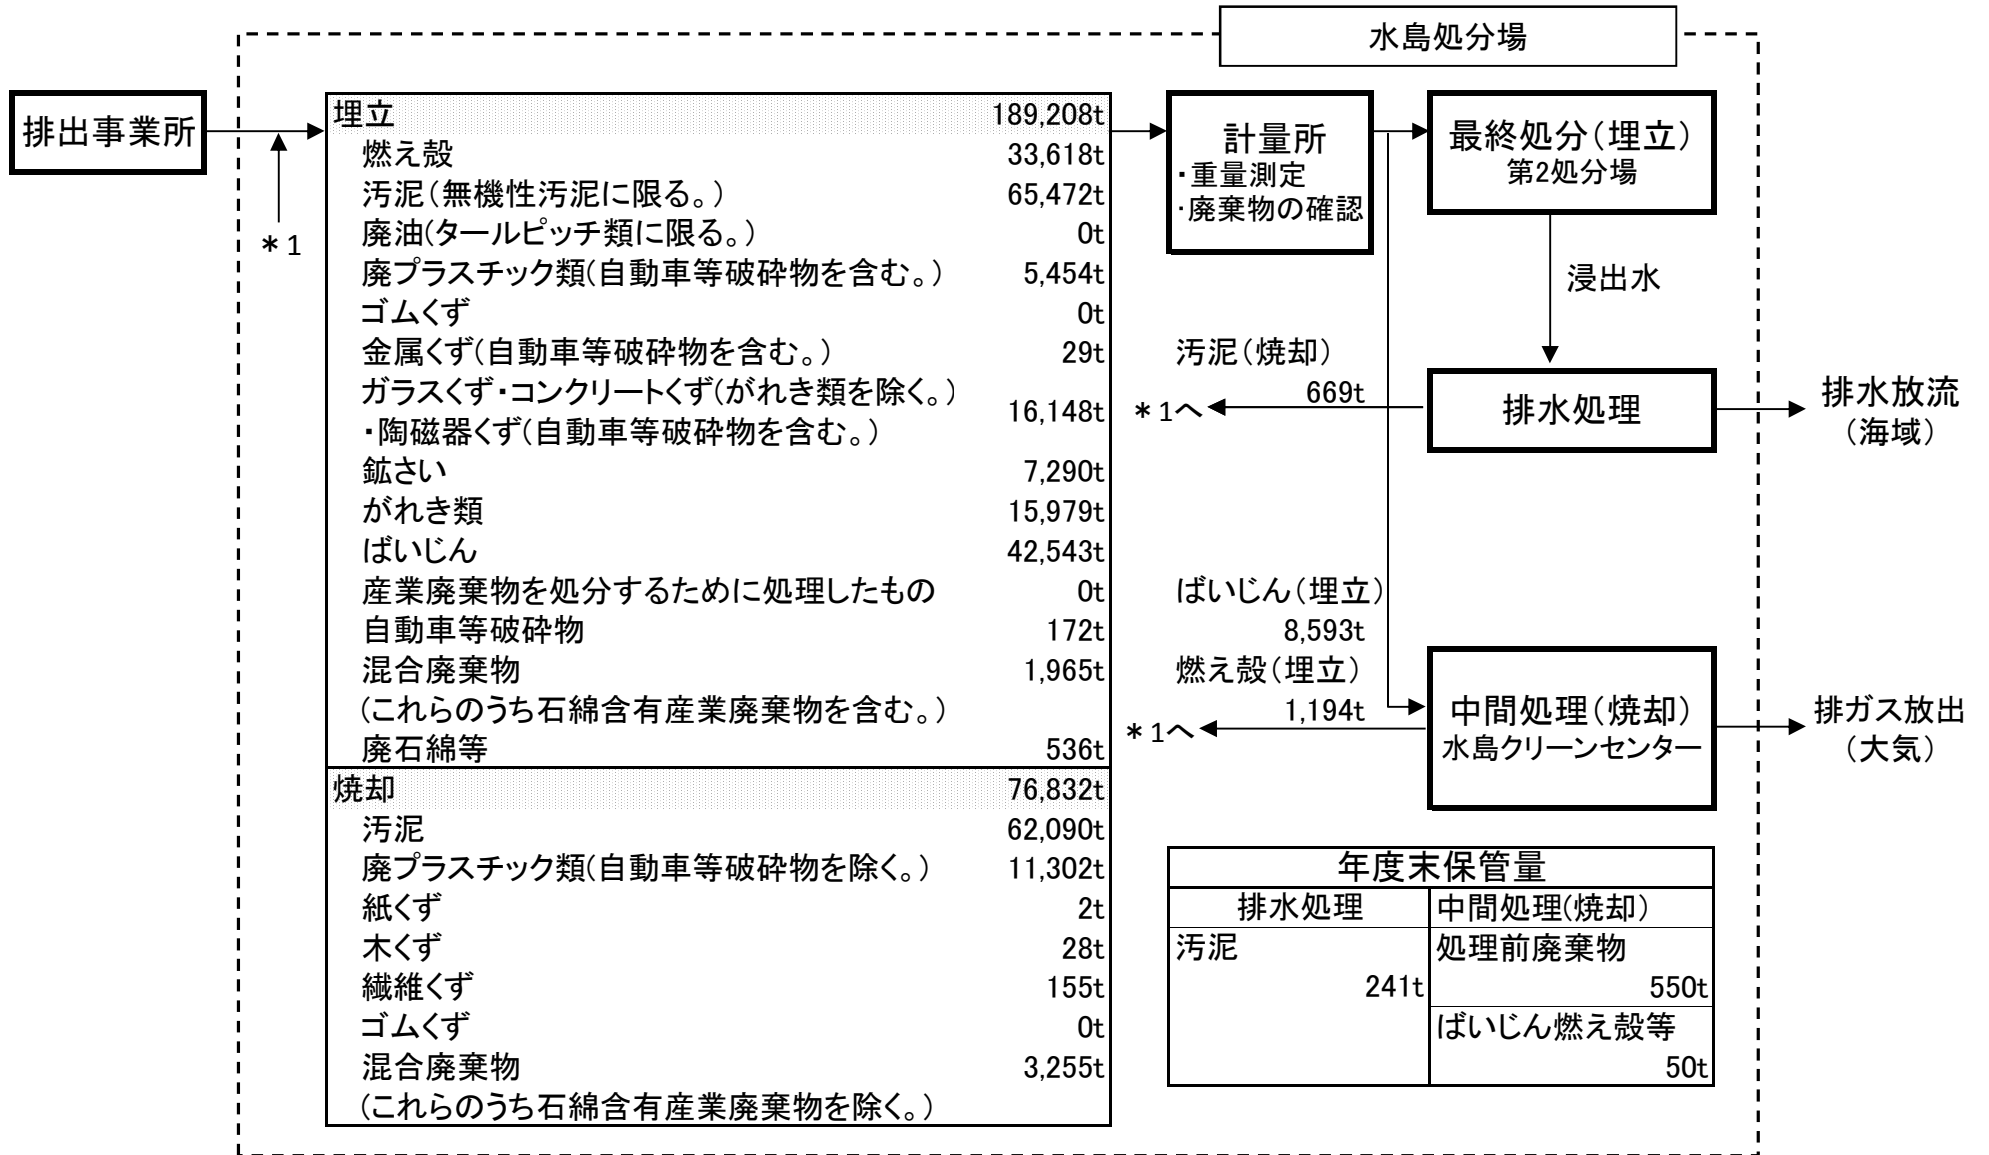 水島処分場
排出事業所
＊1
埋立 189,208t
燃え殻 33,618t
汚泥（無機性汚泥に限る。） 65,472t
廃油(タールピッチ類に限る。） 0t
廃プラスチック類(自動車等破砕物を含む。） 5,454t
ゴムくず 0t
金属くず(自動車等破砕物を含む。） 29t
ガラスくず・コンクリートくず(がれき類を除く。）
・陶磁器くず(自動車等破砕物を含む。） 16,148t
鉱さい 7,290t
がれき類 15,979t
ばいじん 42,543t
産業廃棄物を処分するために処理したもの 0t
自動車等破砕物 172t
混合廃棄物 1,965t
(これらのうち石綿含有産業廃棄物を含む。）
廃石綿等 536t
焼却 76,832t
汚泥 62,090t
廃プラスチック類(自動車等破砕物を除く。） 11,302t
紙くず 2t
木くず 28t
繊維くず 155t
ゴムくず 0t
混合廃棄物 3,255t
(これらのうち石綿含有産業廃棄物を除く。）
計量所
・重量測定
・廃棄物の確認
最終処分（埋立）
第2処分場
浸出水
汚泥（焼却）
669t
＊1へ
排水処理
排水放流
（海域）
ばいじん（埋立）
8,593t
燃え殻（埋立）
1,194t
＊1へ
中間処理（焼却）
水島クリーンセンター
排ガス放出
（大気）
年度末保管量
排水処理 中間処理(焼却）
汚泥 処理前廃棄物
241t 550t
ばいじん燃え殻等
50t